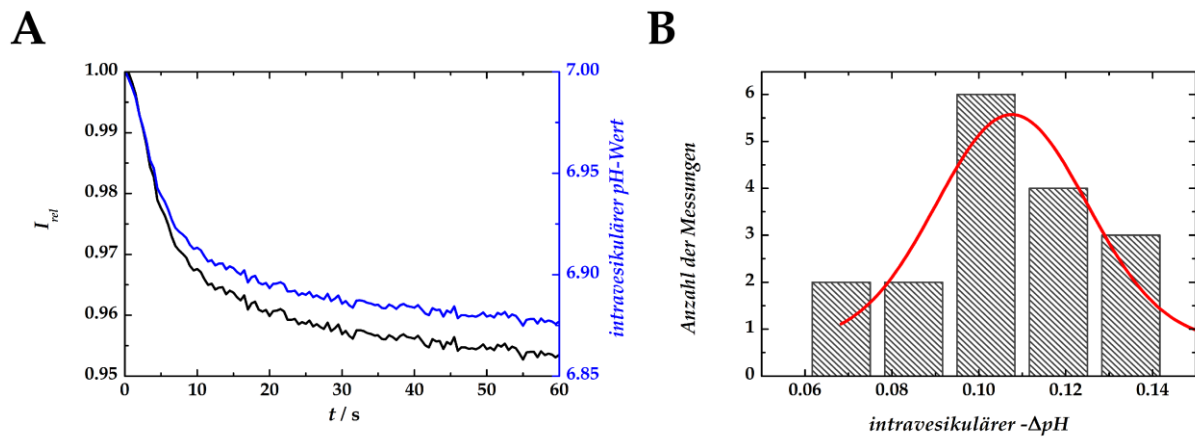 A
1.00
0.99
0.98
0.97
0.96
0.95
I_rel
7.00
6.95
6.90
6.85
intravesikulärer pH-Wert
0 10 20 30 40 50 60
t / s
B
6
5
4
3
2
1
0
Anzahl der Messungen
0.06 0.08 0.10 0.12 0.14
intravesikulärer -ΔpH